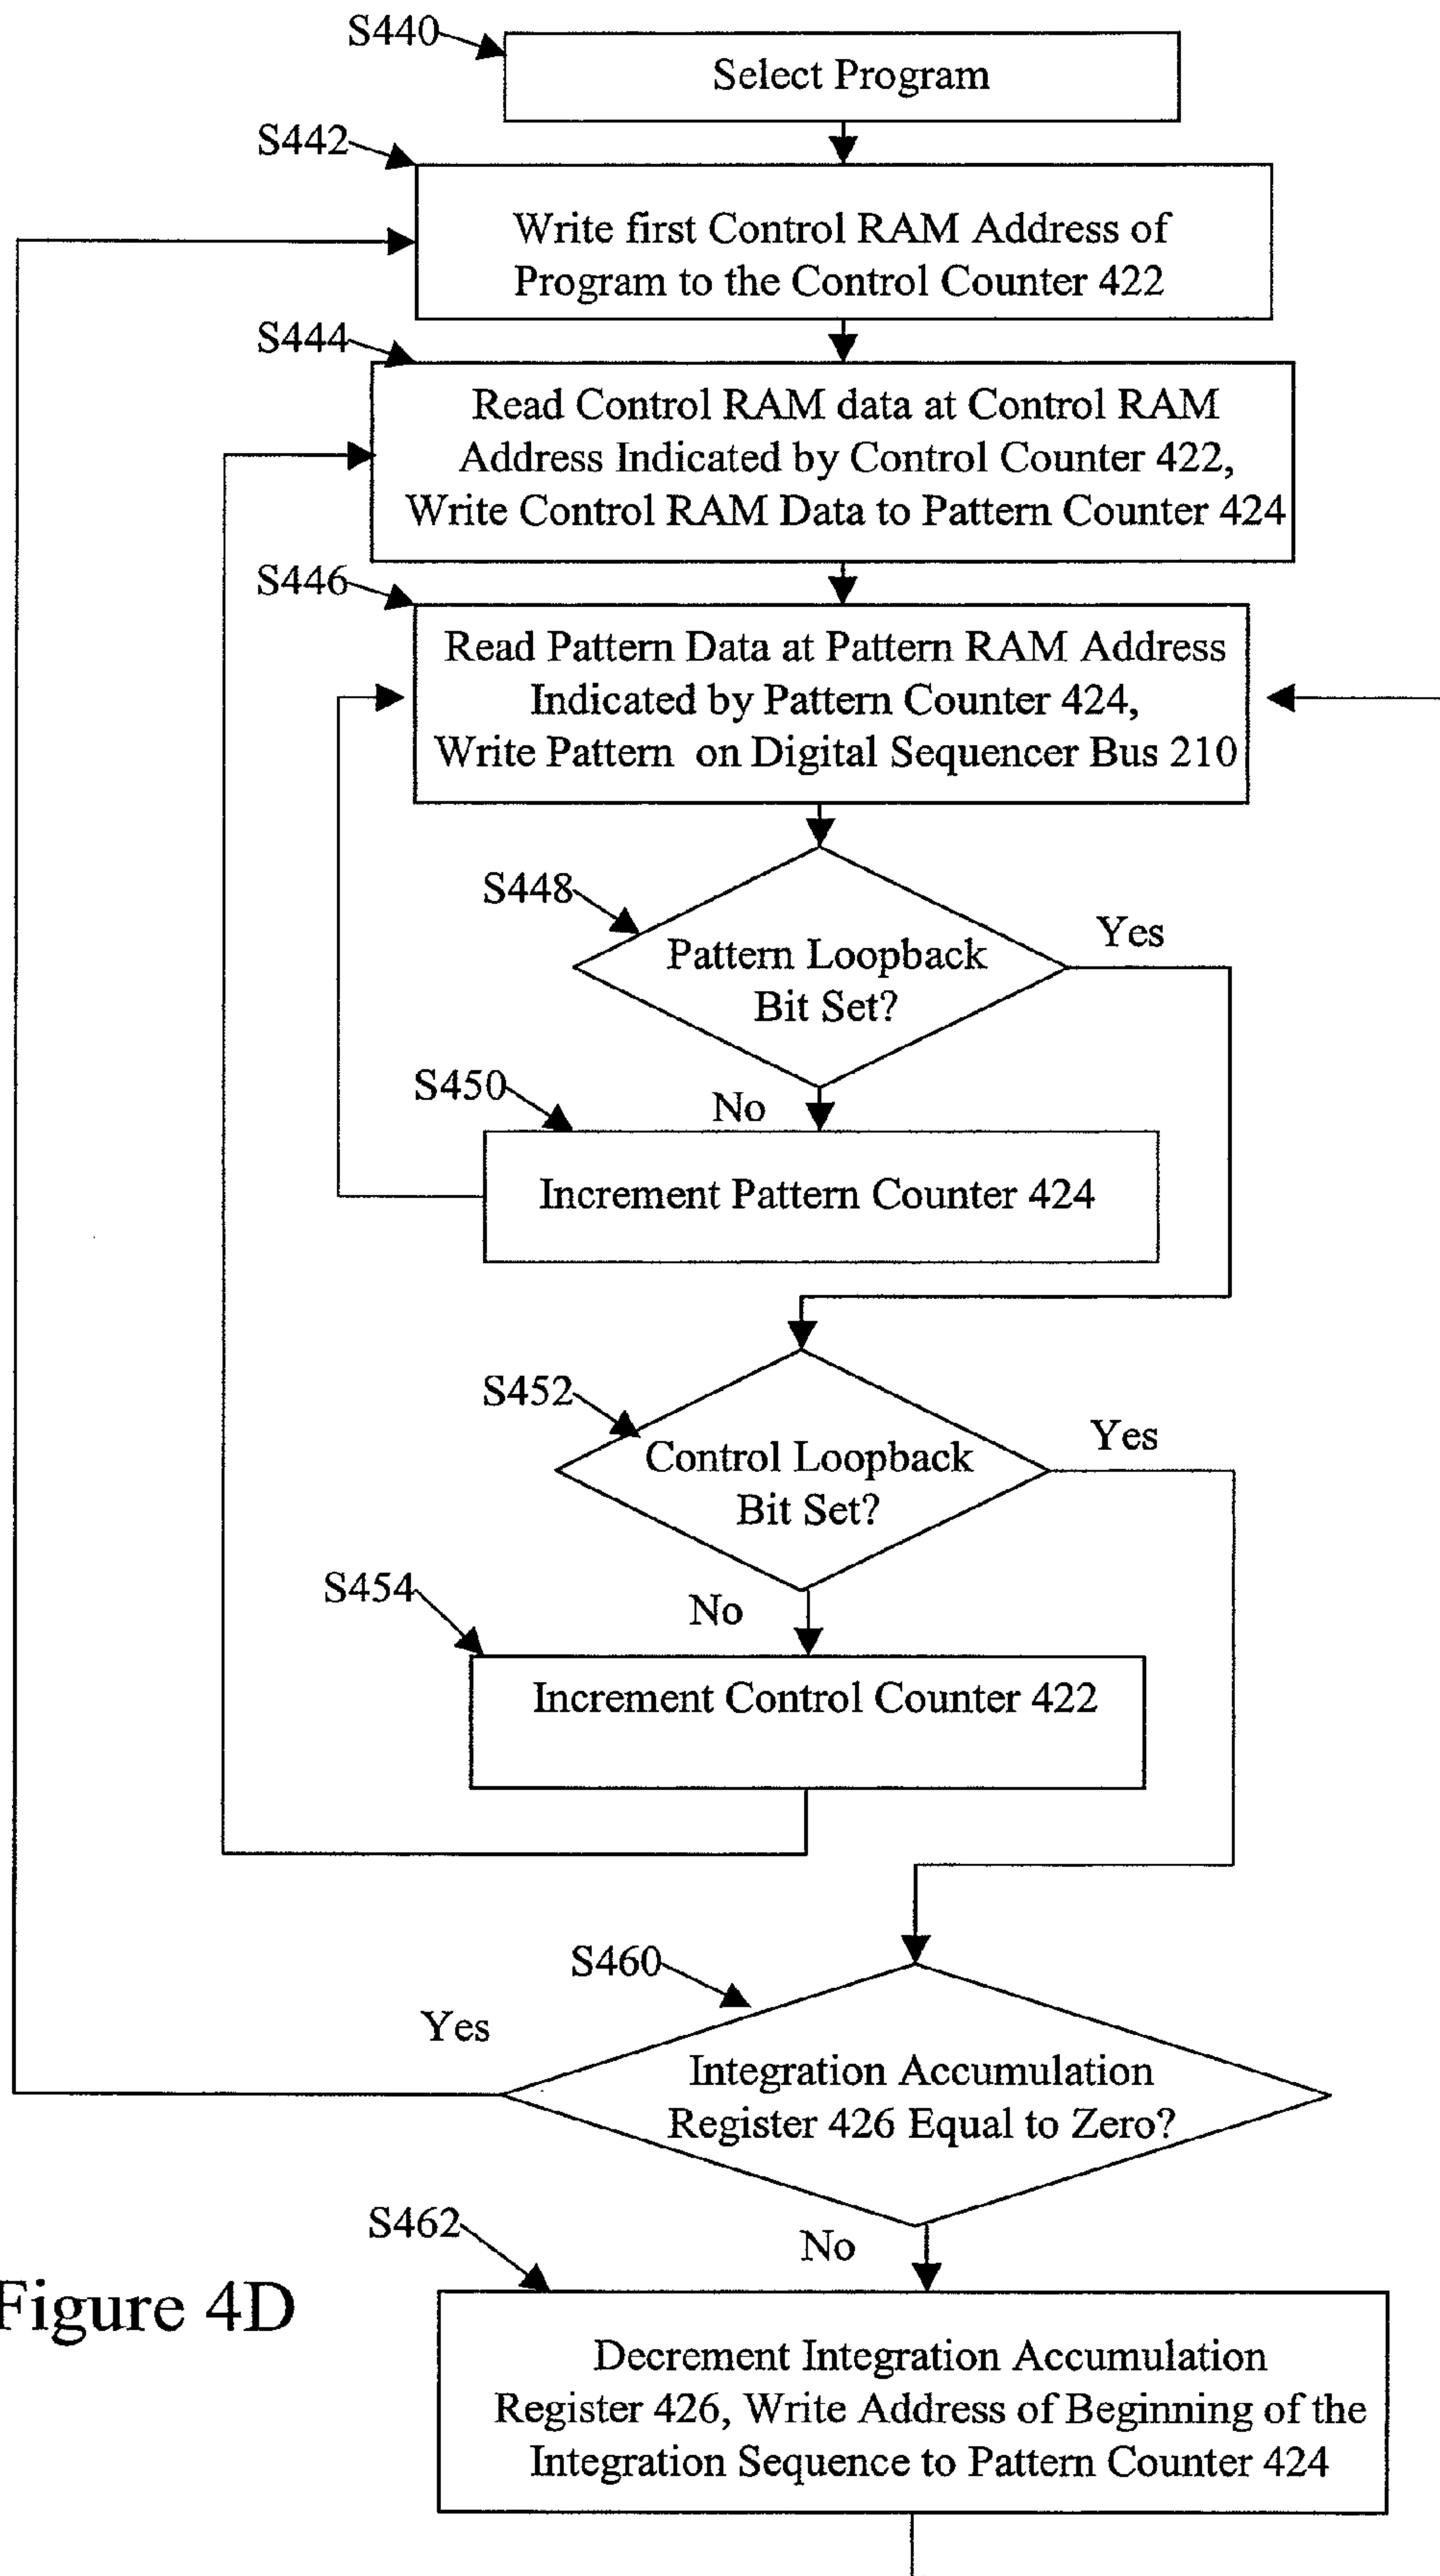 S440
Select Program
S442
Write first Control RAM Address of
Program to the Control Counter 422
S444
Read Control RAM data at Control RAM
Address Indicated by Control Counter 422,
Write Control RAM Data to Pattern Counter 424
S446
Read Pattern Data at Pattern RAM Address
Indicated by Pattern Counter 424,
Write Pattern on Digital Sequencer Bus 210
S448
Yes
Pattern Loopback
Bit Set?
S450
No
Increment Pattern Counter 424
S452
Yes
Control Loopback
Bit Set?
S454
No
Increment Control Counter 422
S460
Yes
Integration Accumulation
Register 426 Equal to Zero?
S462
No
Figure 4D
Decrement Integration Accumulation
Register 426, Write Address of Beginning of the
Integration Sequence to Pattern Counter 424